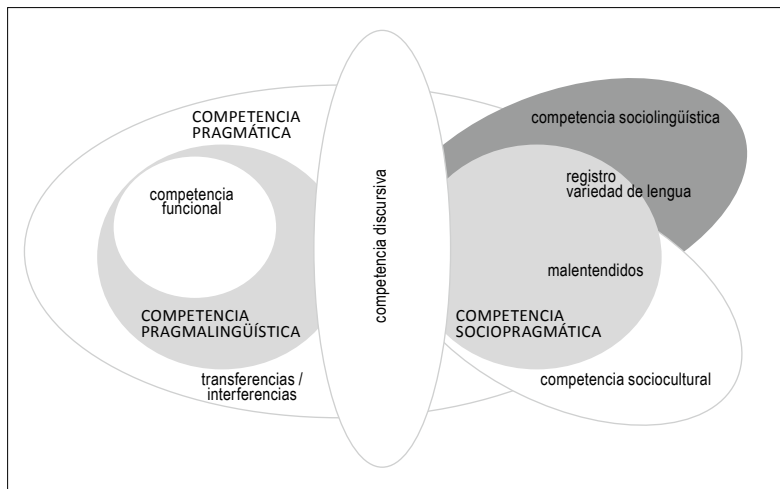 COMPETENCIA
PRAGMÁTICA
competencia
funcional
COMPETENCIA
PRAGMALINGÜÍSTICA
transferencias /
interferencias
competencia discursiva
competencia sociolingüística
registro
variedad de lengua
malentendidos
COMPETENCIA
SOCIOPRAGMÁTICA
competencia sociocultural